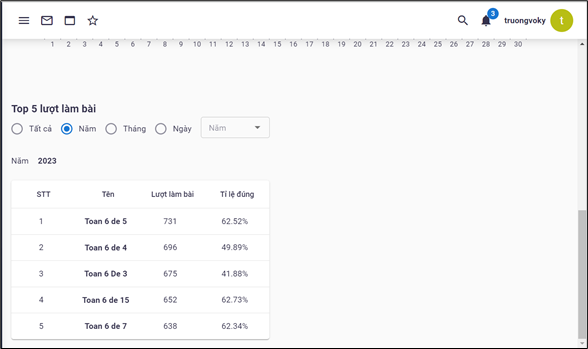 3
truongvoky
t
1 2 3 4 5 6 7 8 9 10 11 12 13 14 15 16 17 18 19 20 21 22 23 24 25 26 27 28 29 30
Top 5 lượt làm bài
Tất cả Năm Tháng Ngày Năm
Năm 2023
STT Tên Lượt làm bài Tỉ lệ đúng
1 Toan 6 de 5 731 62.52%
2 Toan 6 de 4 696 49.89%
3 Toan 6 De 3 675 41.88%
4 Toan 6 de 15 652 62.73%
5 Toan 6 de 7 638 62.34%